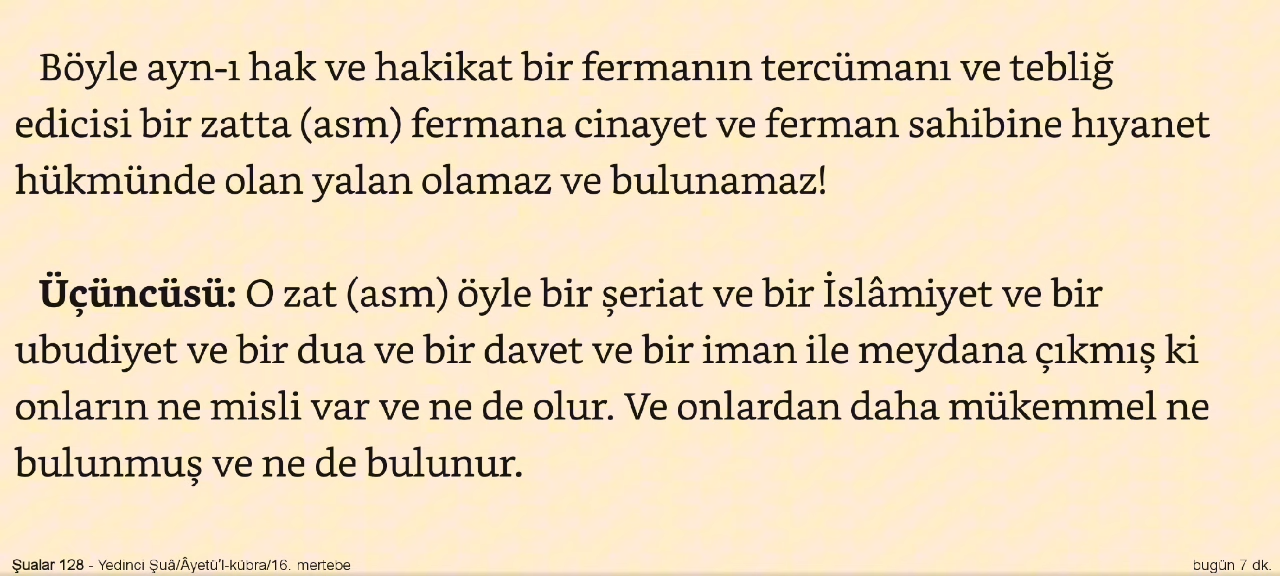 Böyle ayn-ı hak ve hakikat bir fermanın tercümanı ve tebliğ
edicisi bir zatta (asm) fermana cinayet ve ferman sahibine hıyanet
hükmünde olan yalan olamaz ve bulunamaz!
Üçüncüsü: O zat (asm) öyle bir şeriat ve bir İslâmiyet ve bir
ubudiyet ve bir dua ve bir davet ve bir iman ile meydana çıkmış ki
onların ne misli var ve ne de olur. Ve onlardan daha mükemmel ne
bulunmuş ve ne de bulunur.
Şualar 128 - Yedinci Şuâ/Âyetü'l-kübra/16. mertebe
bugün 7 dk.